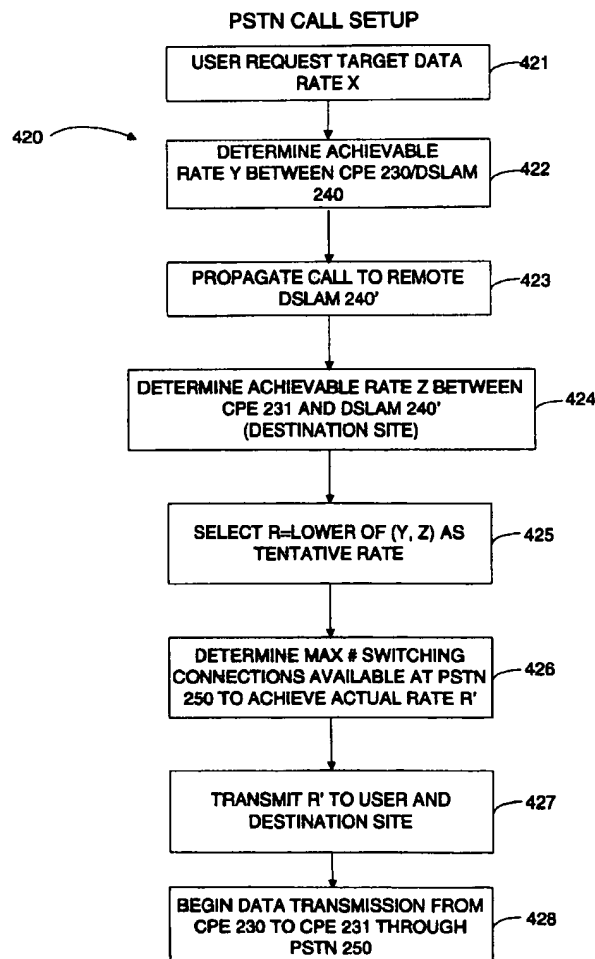 PSTN CALL SETUP
USER REQUEST TARGET DATA
RATE X
421
420
DETERMINE ACHIEVABLE
RATE Y BETWEEN CPE 230/DSLAM
240
422
PROPAGATE CALL TO REMOTE
DSLAM 240'
423
DETERMINE ACHIEVABLE RATE Z BETWEEN
CPE 231 AND DSLAM 240'
(DESTINATION SITE)
424
SELECT R=LOWER OF (Y, Z) AS
TENTATIVE RATE
425
DETERMINE MAX # SWITCHING
CONNECTIONS AVAILABLE AT PSTN
250 TO ACHIEVE ACTUAL RATE R'
426
TRANSMIT R' TO USER AND
DESTINATION SITE
427
BEGIN DATA TRANSMISSION FROM
CPE 230 TO CPE 231 THROUGH
PSTN 250
428